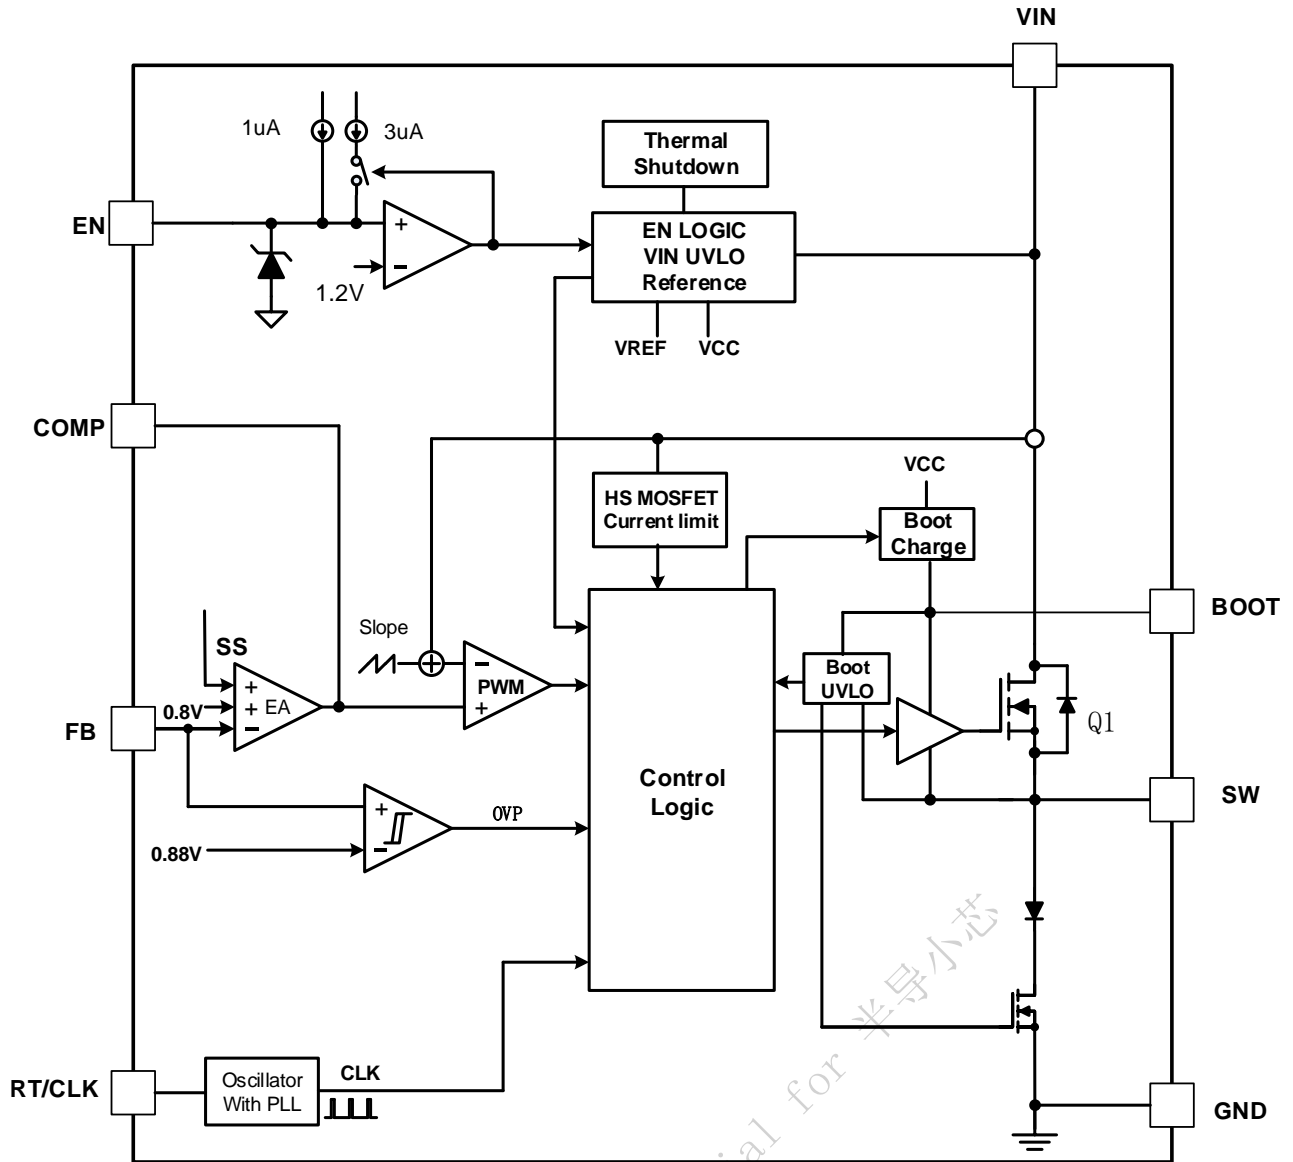 VIN
1uA
3uA
Thermal
Shutdown
EN
EN LOGIC
VIN UVLO
Reference
+
−
1.2V
VREF
VCC
COMP
HS MOSFET
Current limit
VCC
Boot
Charge
BOOT
Slope
SS
+
+
−
EA
0.8V
FB
−
PWM
+
Boot
UVLO
Q1
Control
Logic
SW
+
−
OVP
0.88V
RT/CLK
Oscillator
With PLL
CLK
GND
ial for 半导小芯